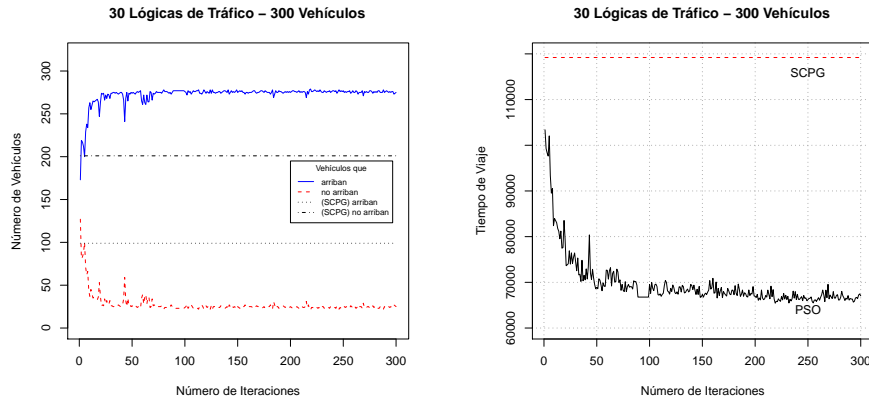 30 Lógicas de Tráfico – 300 Vehículos
Número de Vehículos
300
250
200
150
100
50
0
Vehículos que
arriban
no arriban
(SCPG) arriban
(SCPG) no arriban
0 50 100 150 200 250 300
Número de Iteraciones
30 Lógicas de Tráfico – 300 Vehículos
Tiempo de Viaje
110000
90000
80000
70000
60000
SCPG
PSO
0 50 100 150 200 250 300
Número de Iteraciones